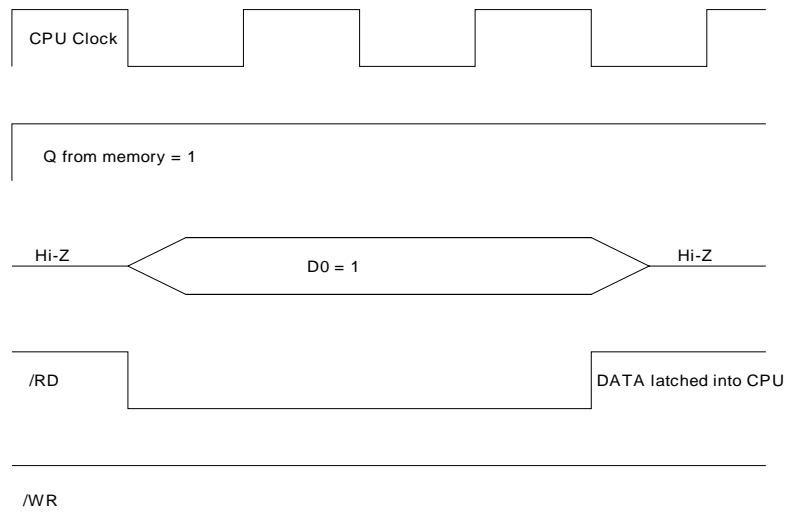 CPU Clock
Q from memory = 1
Hi-Z
D0 = 1
Hi-Z
/RD
DATA latched into CPU
/WR